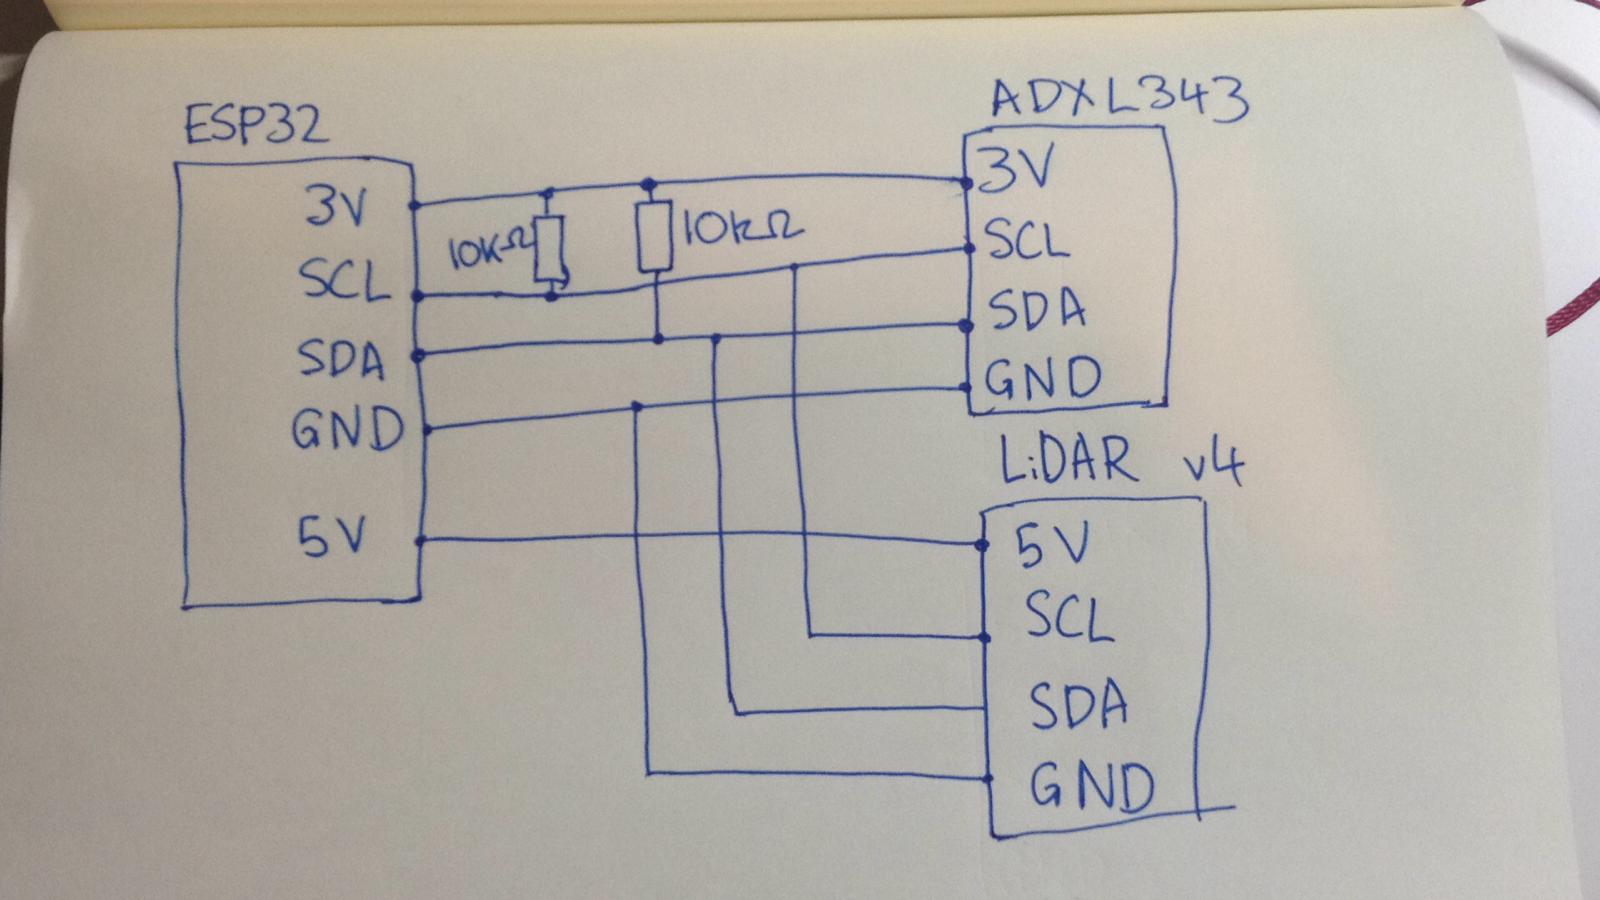 ESP32
3V
SCL
SDA
GND
5V
10KΩ
10kΩ
ADXL343
3V
SCL
SDA
GND
LiDAR v4
5V
SCL
SDA
GND